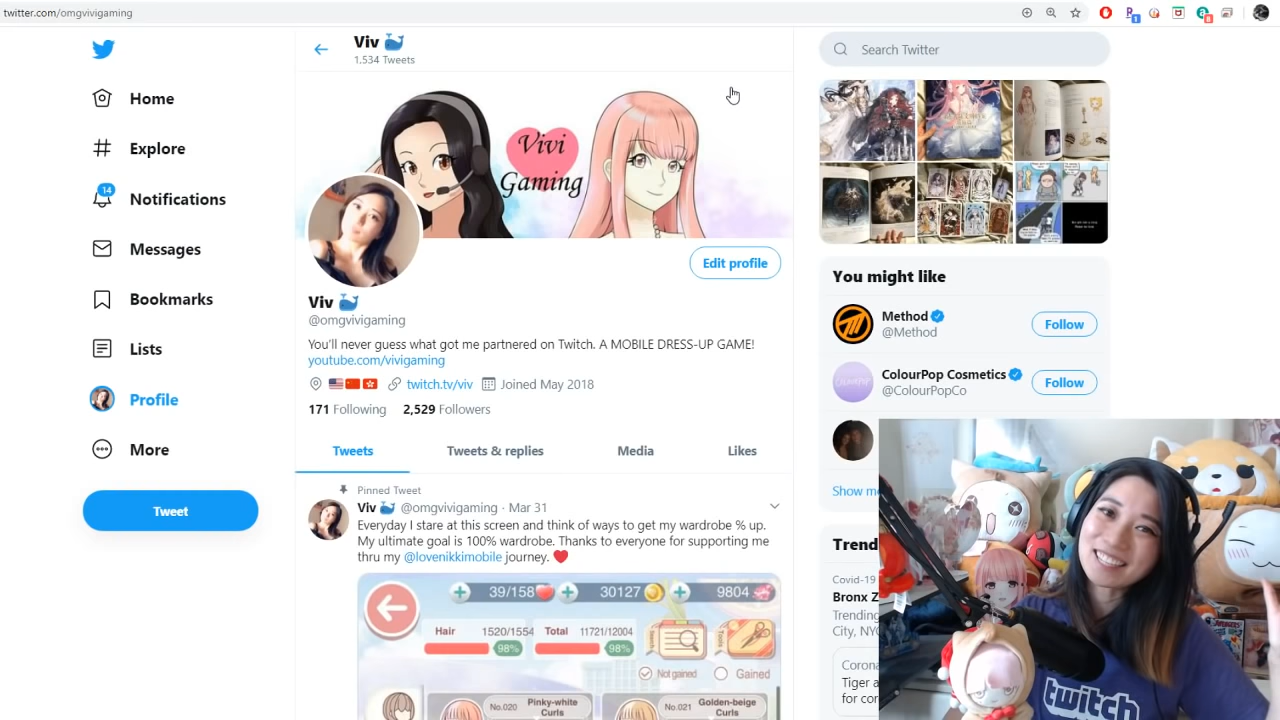 twitter.com/omgvivigaming
Viv
1,534 Tweets
Search Twitter
Home
Explore
14
Notifications
Messages
Bookmarks
Lists
Profile
More
Tweet
Vivi
Gaming
Edit profile
Viv
@omgvivigaming
You'll never guess what got me partnered on Twitch. A MOBILE DRESS-UP GAME!
youtube.com/vivigaming
twitch.tv/viv Joined May 2018
171 Following 2,529 Followers
Tweets Tweets & replies Media Likes
Pinned Tweet
Viv @omgvivigaming · Mar 31
Everyday I stare at this screen and think of ways to get my wardrobe % up.
My ultimate goal is 100% wardrobe. Thanks to everyone for supporting me
thru my @lovenikkimobile journey.
39/158 30127 9804
Hair 1520/1554 Total 11721/12004
98% 98%
Not gained Gained
No.020 Pinky-white
Curls
No.021 Golden-beige
Curls
You might like
Method
@Method
Follow
ColourPop Cosmetics
@ColourPopCo
Follow
Show m
Trend
Covid-19
Bronx Z
Trending
City, NYC
Corona
Tiger a
for cor
twitch